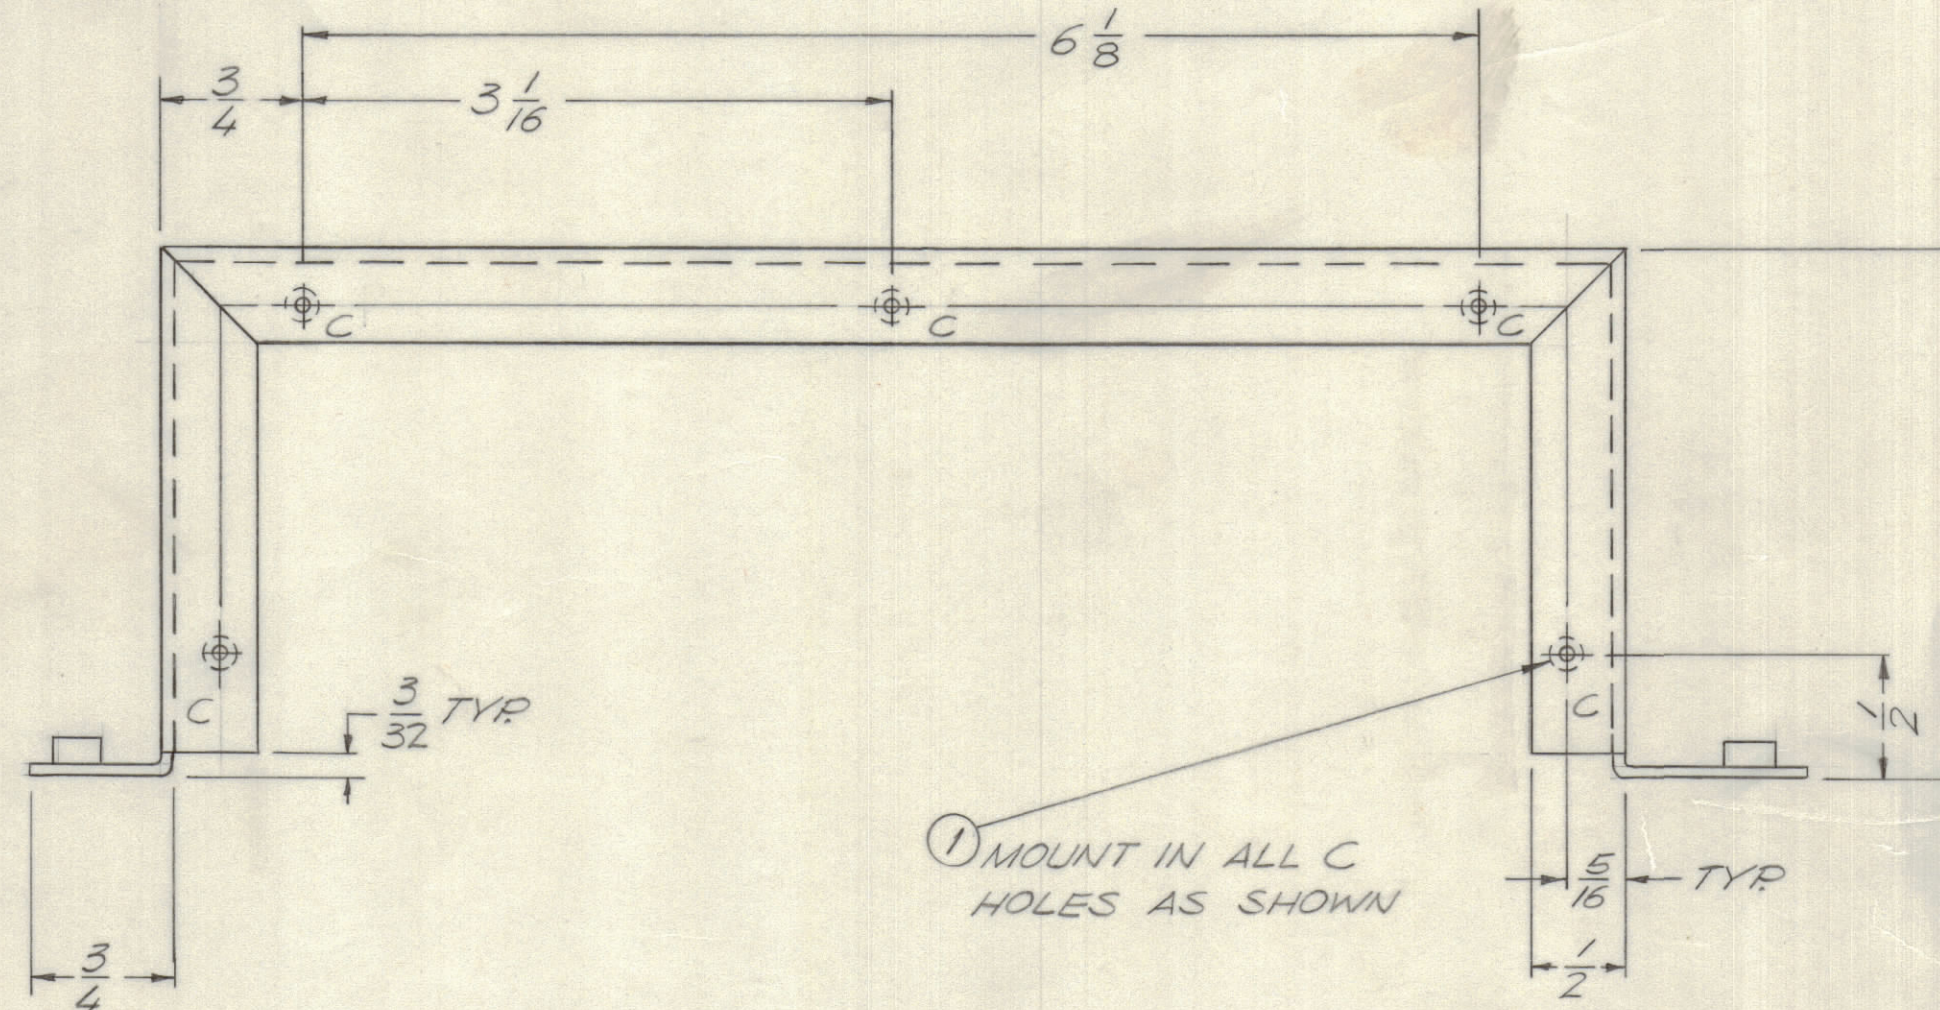 6 1/8
3/4
3 1/16
C
C
C
C
3/32 TYP.
C
1/2
1 MOUNT IN ALL C
HOLES AS SHOWN
5/16 TYP.
3/4
1/2